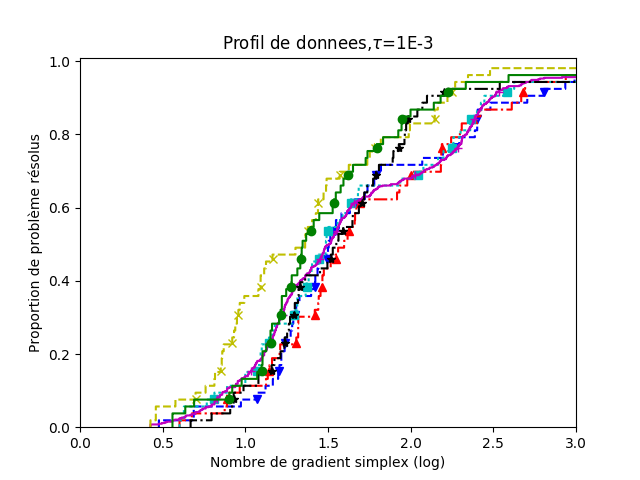 Profil de donnees,τ=1E-3
Proportion de problème résolus
1.0
0.8
0.6
0.4
0.2
0.0
0.0 0.5 1.0 1.5 2.0 2.5 3.0
Nombre de gradient simplex (log)